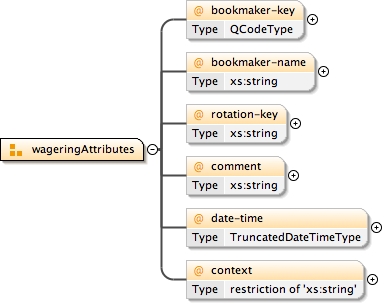 @ bookmaker-key
Type QCodeType
@ bookmaker-name
Type xs:string
@ rotation-key
Type xs:string
wageringAttributes
@ comment
Type xs:string
@ date-time
Type TruncatedDateTimeType
@ context
Type restriction of 'xs:string'